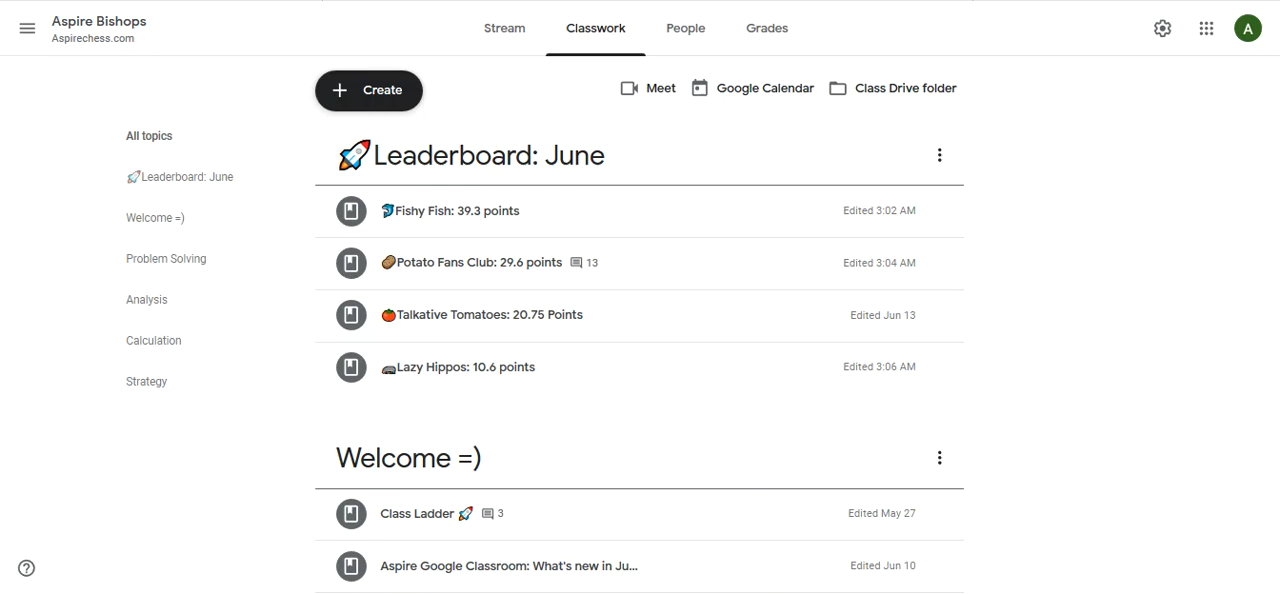 Aspire Bishops
Aspirechess.com
Stream Classwork People Grades
A
Create
Meet Google Calendar Class Drive folder
All topics
🚀Leaderboard: June
Welcome =)
Problem Solving
Analysis
Calculation
Strategy
🚀Leaderboard: June
🐬Fishy Fish: 39.3 points Edited 3:02 AM
🥔Potato Fans Club: 29.6 points 13 Edited 3:04 AM
🍅Talkative Tomatoes: 20.75 Points Edited Jun 13
🦛Lazy Hippos: 10.6 points Edited 3:06 AM
Welcome =)
Class Ladder 🚀 3 Edited May 27
Aspire Google Classroom: What's new in Ju... Edited Jun 10